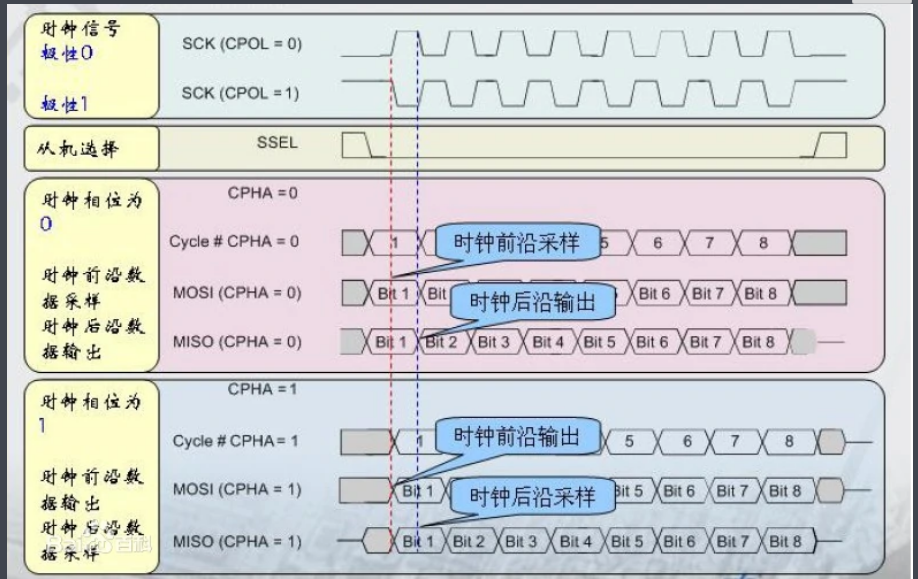 时钟信号
极性0
极性1
SCK (CPOL = 0)
SCK (CPOL = 1)
从机选择
SSEL
时钟相位为
0
时钟前沿数
据采样
时钟后沿数
据输出
CPHA = 0
Cycle # CPHA = 0
1
5
6
7
8
时钟前沿采样
MOSI (CPHA = 0)
Bit 1
Bit
Bit 6
Bit 7
Bit 8
时钟后沿输出
MISO (CPHA = 0)
Bit 1
Bit 2
Bit 3
Bit 4
Bit 5
Bit 6
Bit 7
Bit 8
时钟相位为
1
时钟前沿数
据输出
时钟后沿数
据采样
CPHA = 1
Cycle # CPHA = 1
1
5
6
7
8
时钟前沿输出
MOSI (CPHA = 1)
Bit 1
Bit 5
Bit 6
Bit 7
Bit 8
时钟后沿采样
MISO (CPHA = 1)
Bit 1
Bit 2
Bit 3
Bit 4
Bit 5
Bit 6
Bit 7
Bit 8
Baidu百科